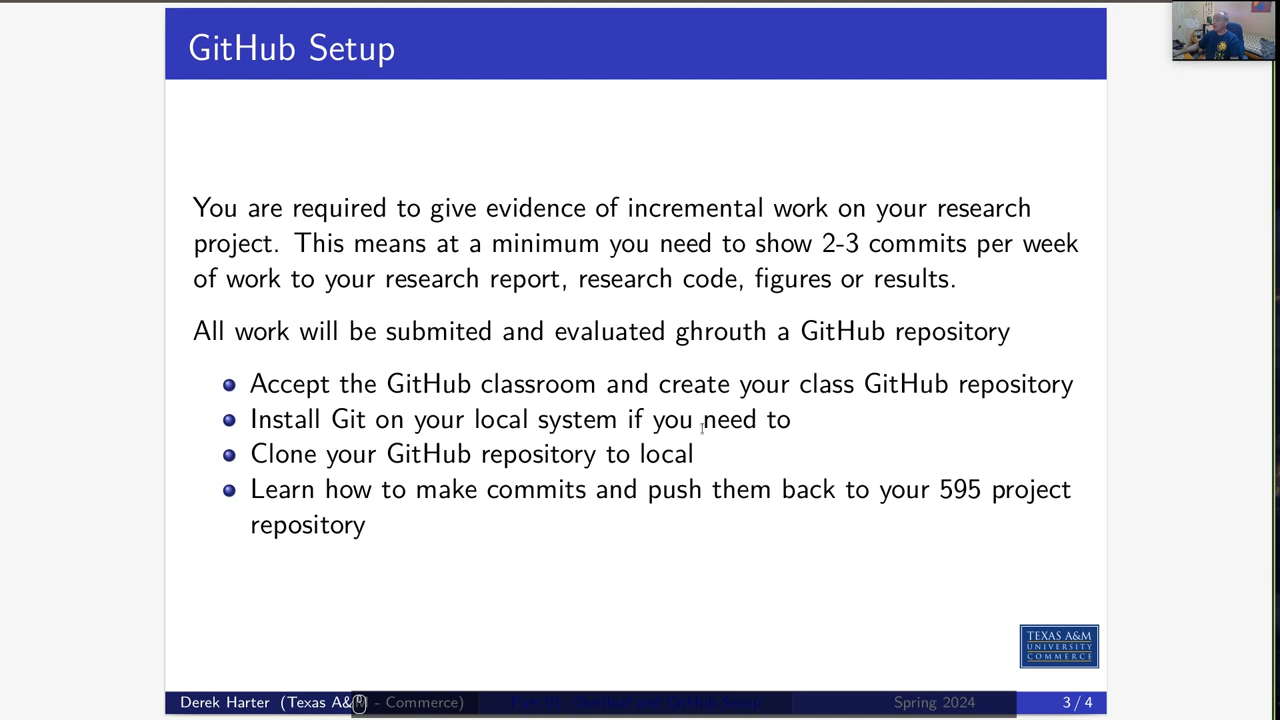 GitHub Setup
You are required to give evidence of incremental work on your research
project. This means at a minimum you need to show 2-3 commits per week
of work to your research report, research code, figures or results.
All work will be submited and evaluated ghrouth a GitHub repository
Accept the GitHub classroom and create your class GitHub repository
Install Git on your local system if you need to
Clone your GitHub repository to local
Learn how to make commits and push them back to your 595 project
repository
TEXAS A&M
UNIVERSITY
COMMERCE
Derek Harter (Texas A&M - Commerce) GitHub Setup Spring 2024 3 / 4